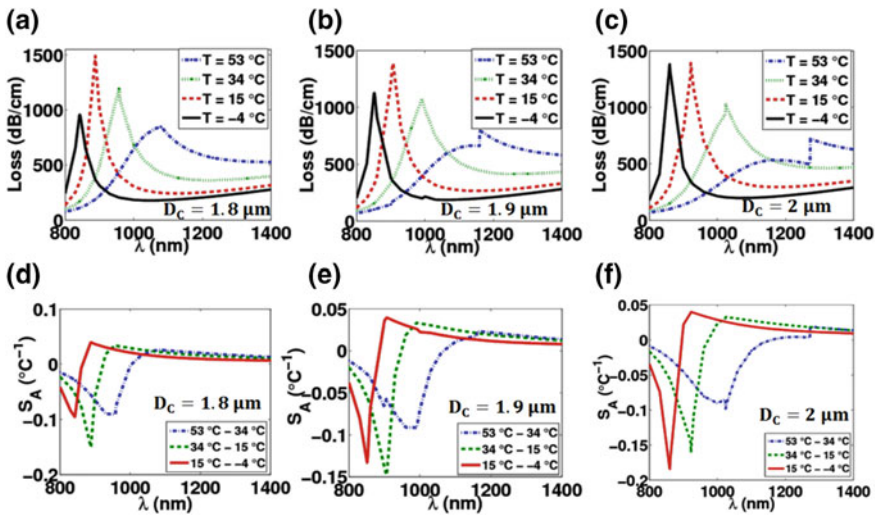 (a)
(b)
(c)
1500
1000
500
0
Loss (dB/cm)
T = 53 °C
T = 34 °C
T = 15 °C
T = −4 °C
D_C = 1.8 µm
800
1000
1200
1400
λ (nm)
1500
1000
500
0
Loss (dB/cm)
T = 53 °C
T = 34 °C
T = 15 °C
T = −4 °C
D_C = 1.9 µm
800
1000
1200
1400
λ (nm)
1500
1000
500
0
Loss (dB/cm)
T = 53 °C
T = 34 °C
T = 15 °C
T = −4 °C
D_C = 2 µm
800
1000
1200
1400
λ (nm)
(d)
(e)
(f)
0.1
0
−0.1
−0.2
S_A (°C⁻¹)
D_C = 1.8 µm
53 °C − 34 °C
34 °C − 15 °C
15 °C − −4 °C
800
1000
1200
1400
λ (nm)
0.05
0
−0.05
−0.1
−0.15
S_A (°C⁻¹)
D_C = 1.9 µm
53 °C − 34 °C
34 °C − 15 °C
15 °C − −4 °C
800
1000
1200
1400
λ (nm)
0.05
0
−0.05
−0.1
−0.15
−0.2
S_A (°C⁻¹)
D_C = 2 µm
53 °C − 34 °C
34 °C − 15 °C
15 °C − −4 °C
800
1000
1200
1400
λ (nm)